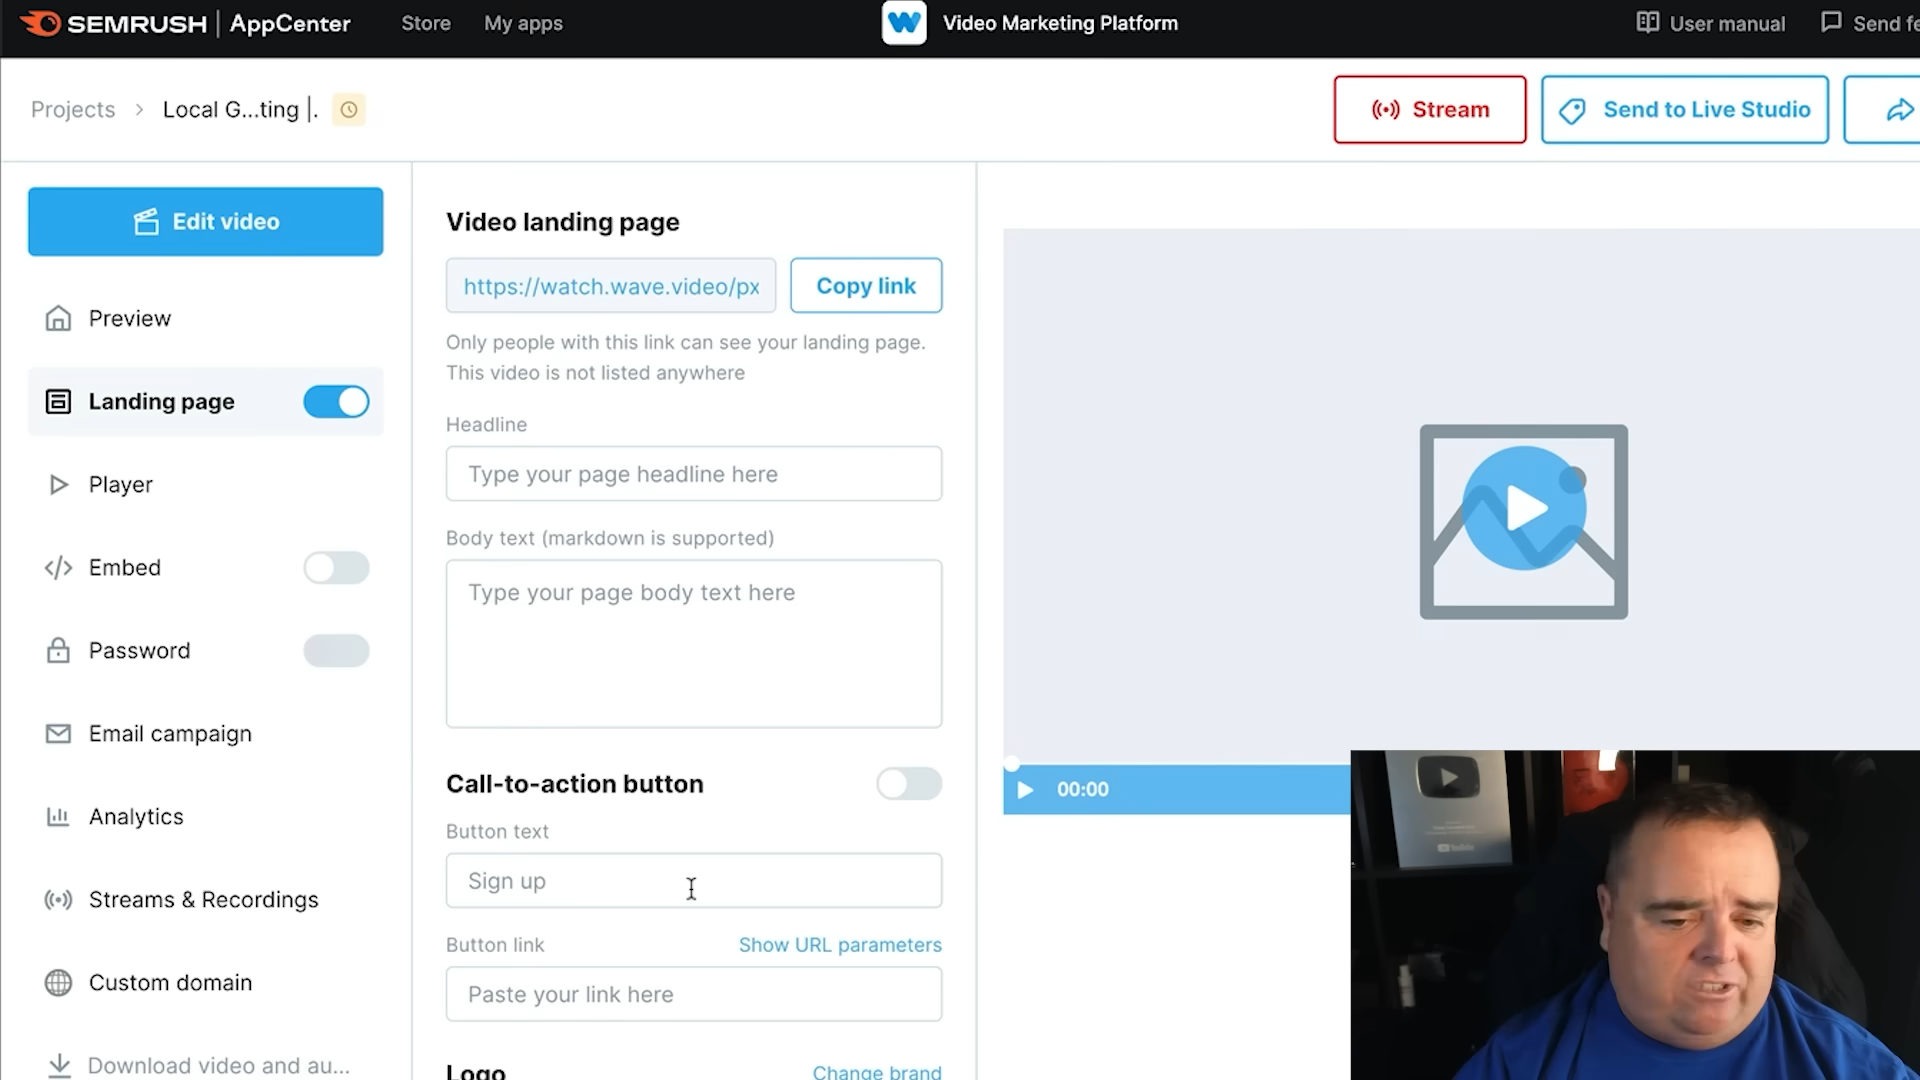 SEMRUSH | AppCenter
Store
My apps
Video Marketing Platform
User manual
Send fe
Projects > Local G...ting |.
Stream
Send to Live Studio
Edit video
Preview
Landing page
Player
Embed
Password
Email campaign
Analytics
Streams & Recordings
Custom domain
Download video and au...
Video landing page
https://watch.wave.video/px
Copy link
Only people with this link can see your landing page.
This video is not listed anywhere
Headline
Type your page headline here
Body text (markdown is supported)
Type your page body text here
Call-to-action button
Button text
Sign up
Button link
Show URL parameters
Paste your link here
Logo
Change brand
00:00
YouTube